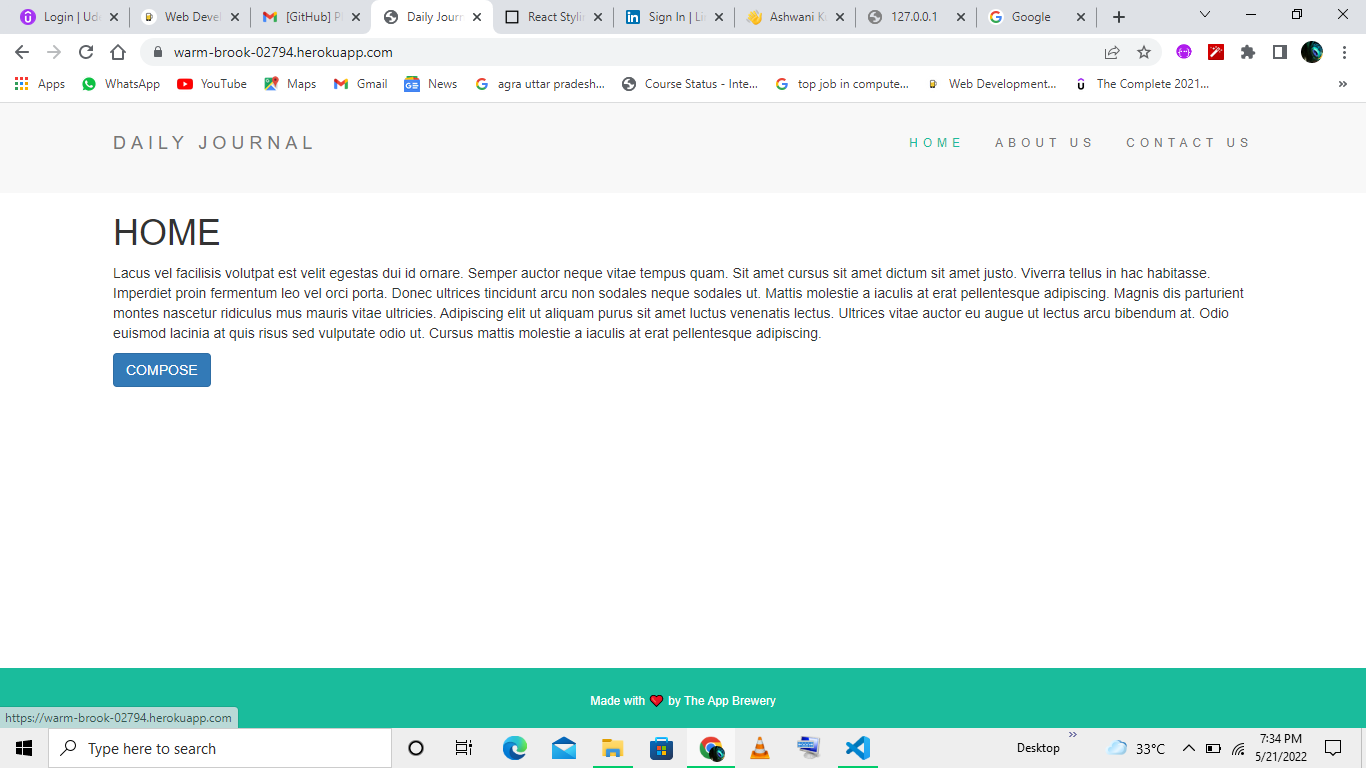 Login | Ude
Web Devel
[GitHub] Pl
Daily Journ
React Stylin
Sign In | Lin
Ashwani Ka
127.0.0.1
Google
warm-brook-02794.herokuapp.com
Apps
WhatsApp
YouTube
Maps
Gmail
News
agra uttar pradesh...
Course Status - Inte...
top job in compute...
Web Development...
The Complete 2021...
»
DAILY JOURNAL
HOME
ABOUT US
CONTACT US
HOME
Lacus vel facilisis volutpat est velit egestas dui id ornare. Semper auctor neque vitae tempus quam. Sit amet cursus sit amet dictum sit amet justo. Viverra tellus in hac habitasse.
Imperdiet proin fermentum leo vel orci porta. Donec ultrices tincidunt arcu non sodales neque sodales ut. Mattis molestie a iaculis at erat pellentesque adipiscing. Magnis dis parturient
montes nascetur ridiculus mus mauris vitae ultricies. Adipiscing elit ut aliquam purus sit amet luctus venenatis lectus. Ultrices vitae auctor eu augue ut lectus arcu bibendum at. Odio
euismod lacinia at quis risus sed vulputate odio ut. Cursus mattis molestie a iaculis at erat pellentesque adipiscing.
COMPOSE
Made with ❤ by The App Brewery
https://warm-brook-02794.herokuapp.com
Type here to search
Desktop
»
33°C
7:34 PM
5/21/2022